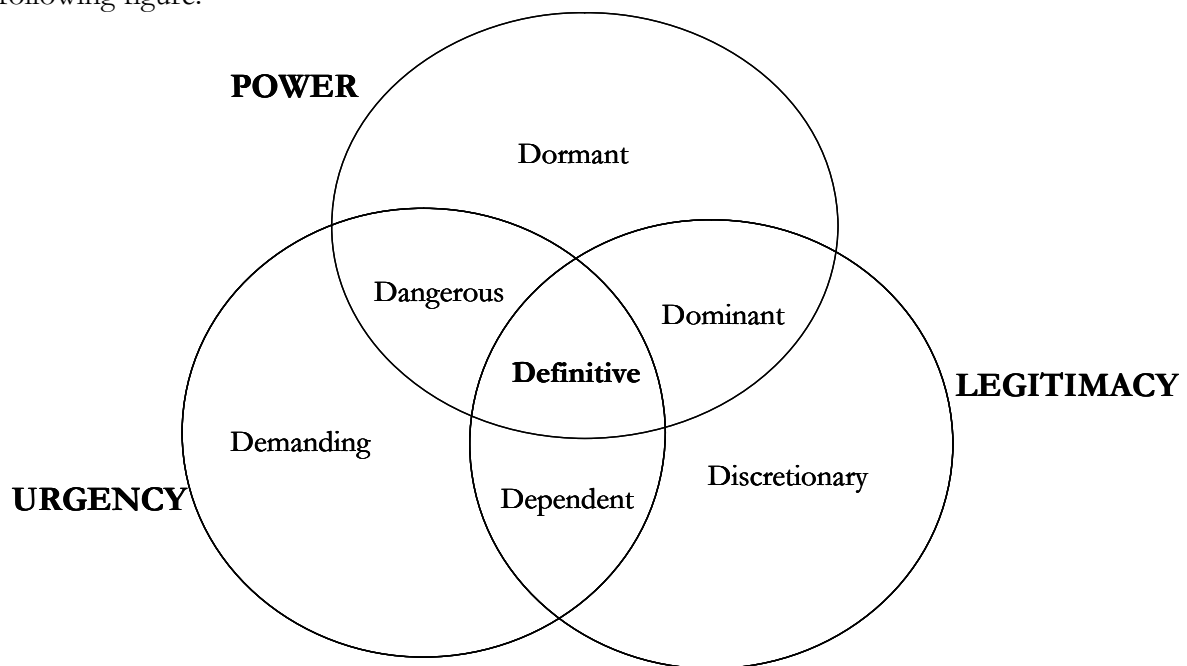 following figure.
POWER
Dormant
Dangerous
Dominant
Definitive
LEGITIMACY
Demanding
Discretionary
URGENCY
Dependent